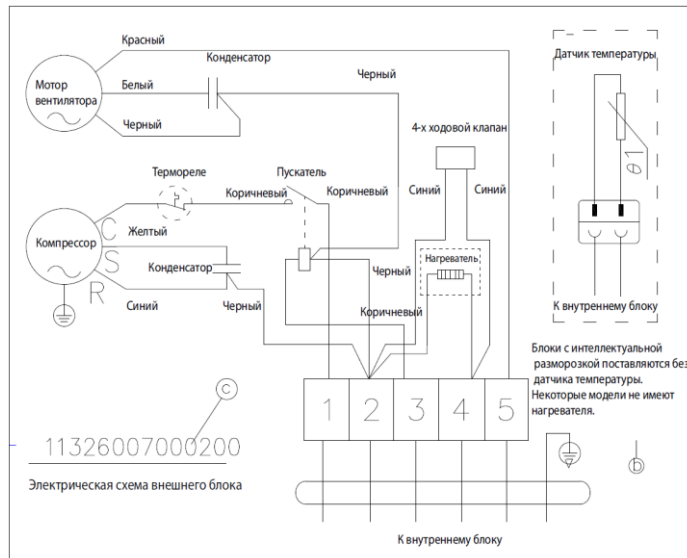 Красный
Конденсатор
Датчик температуры
Мотор
вентилятора
Белый
Черный
Черный
4-х ходовой клапан
Термореле
Пускатель
Коричневый
Коричневый
Синий
Синий
θ1
Компрессор
C
S
R
Желтый
Конденсатор
Нагреватель
Черный
Синий
Черный
Коричневый
К внутреннему блоку
Блоки с интеллектуальной
разморозкой поставляются без
датчика температуры.
Некоторые модели не имеют
нагревателя.
1 2 3 4 5
c
11326007000200
b
Электрическая схема внешнего блока
К внутреннему блоку